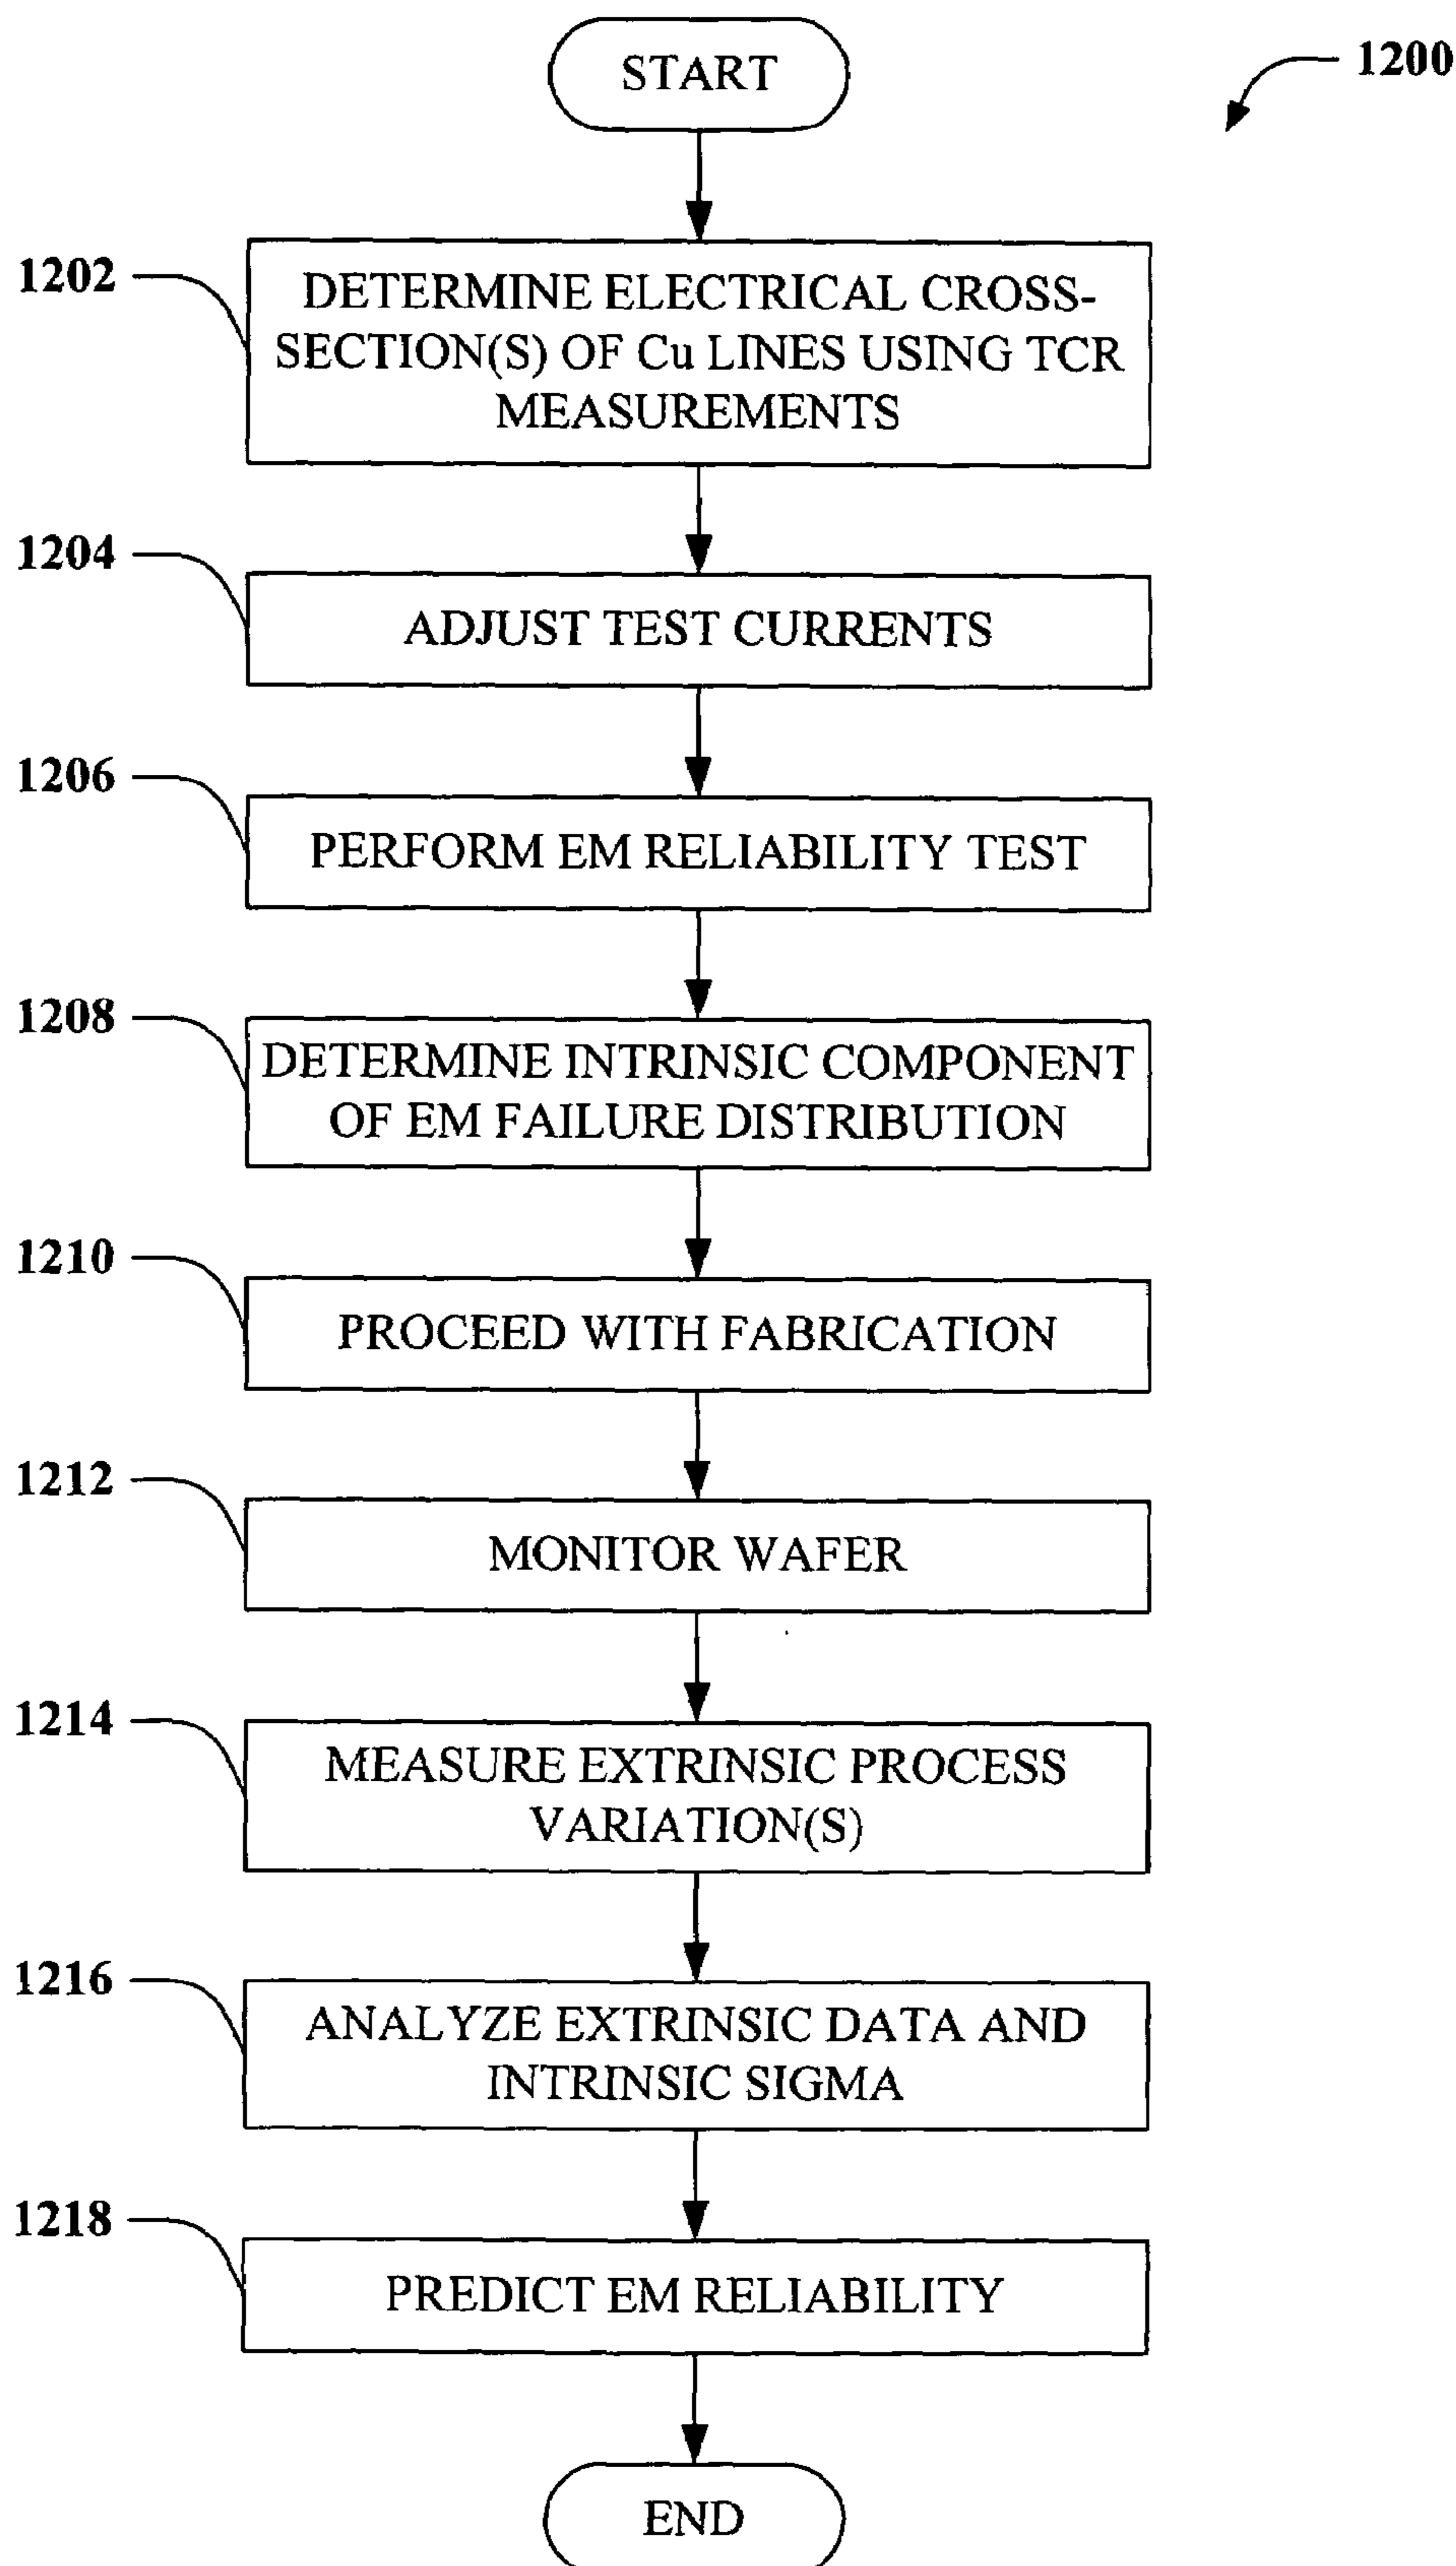 START
1200
1202
DETERMINE ELECTRICAL CROSS-
SECTION(S) OF Cu LINES USING TCR
MEASUREMENTS
1204
ADJUST TEST CURRENTS
1206
PERFORM EM RELIABILITY TEST
1208
DETERMINE INTRINSIC COMPONENT
OF EM FAILURE DISTRIBUTION
1210
PROCEED WITH FABRICATION
1212
MONITOR WAFER
1214
MEASURE EXTRINSIC PROCESS
VARIATION(S)
1216
ANALYZE EXTRINSIC DATA AND
INTRINSIC SIGMA
1218
PREDICT EM RELIABILITY
END